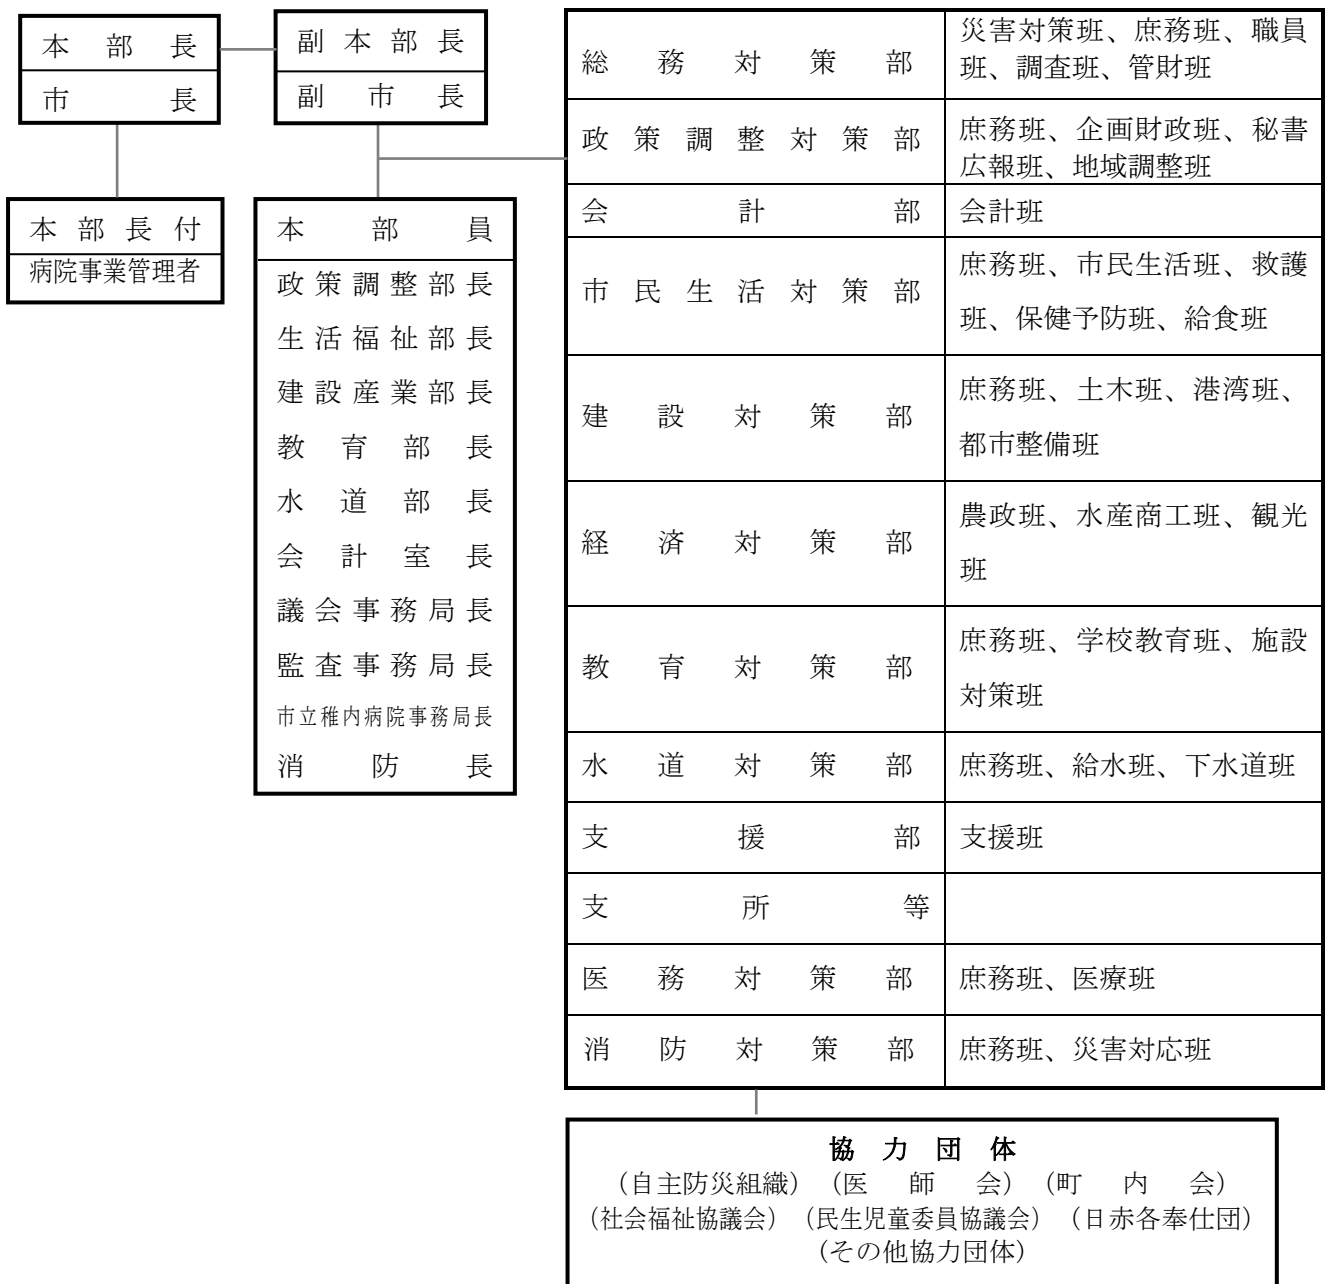 本部長
市長
副本部長
副市長
本部長付
病院事業管理者
本部員
政策調整部長
生活福祉部長
建設産業部長
教育部長
水道部長
会計室長
議会事務局長
監査事務局長
市立稚内病院事務局長
消防長
総務対策部
災害対策班、庶務班、職員
班、調査班、管財班
政策調整対策部
庶務班、企画財政班、秘書
広報班、地域調整班
会計部
会計班
市民生活対策部
庶務班、市民生活班、救護
班、保健予防班、給食班
建設対策部
庶務班、土木班、港湾班、
都市整備班
経済対策部
農政班、水産商工班、観光
班
教育対策部
庶務班、学校教育班、施設
対策班
水道対策部
庶務班、給水班、下水道班
支援部
支援班
支所等
医務対策部
庶務班、医療班
消防対策部
庶務班、災害対応班
協力団体
（自主防災組織）（医師会）（町内会）
（社会福祉協議会）（民生児童委員協議会）（日赤各奉仕団）
（その他協力団体）